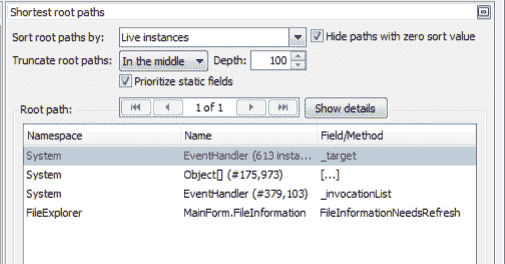 Shortest root paths
Sort root paths by: Live instances Hide paths with zero sort value
Truncate root paths: In the middle Depth: 100
Prioritize static fields
Root path: 1 of 1 Show details
Namespace Name Field/Method
System EventHandler (613 insta... _target
System Object[] (#175,973) [...]
System EventHandler (#379,103) _invocationList
FileExplorer MainForm.FileInformation FileInformationNeedsRefresh